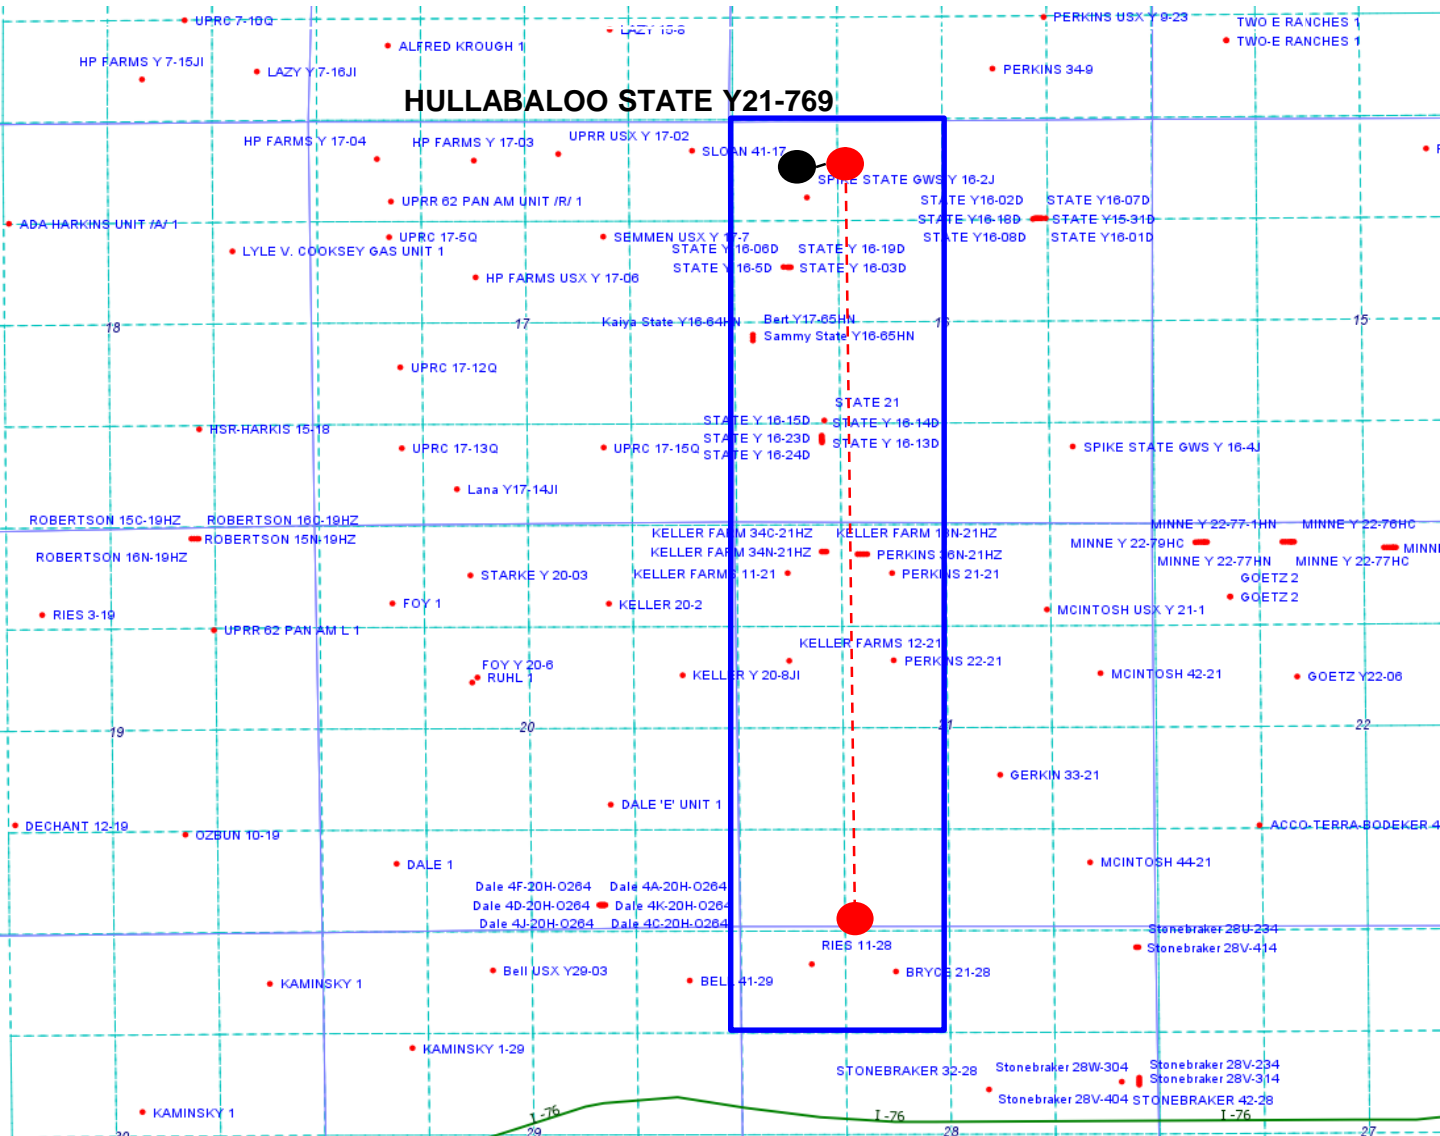 UPRC 7-10Q
LAZY 15-8
PERKINS USX Y 9-23
TWO E RANCHES 1
TWO-E RANCHES 1
ALFRED KROUGH 1
HP FARMS Y 7-15JI
LAZY Y 7-16JI
PERKINS 34-9
HULLABALOO STATE Y21-769
HP FARMS Y 17-04
HP FARMS Y 17-03
UPRR USX Y 17-02
SLOAN 41-17
SPIKE STATE GWS Y 16-2J
UPRR 62 PAN AM UNIT /R/ 1
STATE Y16-02D
STATE Y16-07D
ADA HARKINS UNIT /A/ 1
STATE Y16-18D
STATE Y15-31D
UPRC 17-5Q
SEMMEN USX Y 17-7
STATE Y16-08D
STATE Y16-01D
LYLE V. COOKSEY GAS UNIT 1
STATE Y 16-06D
STATE Y 16-19D
STATE Y 16-5D
STATE Y 16-03D
HP FARMS USX Y 17-06
18
17
Kaiya State Y16-64HN
Bert Y17-65HN
16
15
Sammy State Y16-65HN
UPRC 17-12Q
STATE 21
STATE Y 16-15D
STATE Y 16-14D
HSR-HARKIS 15-18
STATE Y 16-23D
STATE Y 16-13D
UPRC 17-13Q
UPRC 17-15Q
STATE Y 16-24D
SPIKE STATE GWS Y 16-4J
Lana Y17-14JI
ROBERTSON 15C-19HZ
ROBERTSON 16C-19HZ
ROBERTSON 15N-19HZ
ROBERTSON 16N-19HZ
KELLER FARM 34C-21HZ
KELLER FARM 13N-21HZ
KELLER FARM 34N-21HZ
PERKINS 36N-21HZ
MINNE Y 22-77-1HN
MINNE Y 22-76HC
MINNE Y 22-79HC
MINNE
MINNE Y 22-77HN
MINNE Y 22-77HC
STARKE Y 20-03
KELLER FARMS 11-21
PERKINS 21-21
GOETZ 2
GOETZ 2
RIES 3-19
FOY 1
KELLER 20-2
MCINTOSH USX Y 21-1
UPRR 62 PAN AM L 1
KELLER FARMS 12-21
PERKINS 22-21
FOY Y 20-6
RUHL 1
KELLER Y 20-8JI
MCINTOSH 42-21
GOETZ Y22-06
19
20
21
22
GERKIN 33-21
DALE 'E' UNIT 1
DECHANT 12-19
OZBUN 10-19
ACCO-TERRA-BODEKER 4
DALE 1
MCINTOSH 44-21
Dale 4F-20H-O264
Dale 4A-20H-O264
Dale 4D-20H-O264
Dale 4K-20H-O264
Dale 4J-20H-O264
Dale 4C-20H-O264
RIES 11-28
Stonebraker 28U-234
Stonebraker 28V-414
Bell USX Y29-03
BELL 41-29
BRYCE 21-28
KAMINSKY 1
KAMINSKY 1-29
STONEBRAKER 32-28
Stonebraker 28W-304
Stonebraker 28V-234
Stonebraker 28V-314
Stonebraker 28V-404
STONEBRAKER 42-28
KAMINSKY 1
I-76
I-76
I-76
30
29
28
27